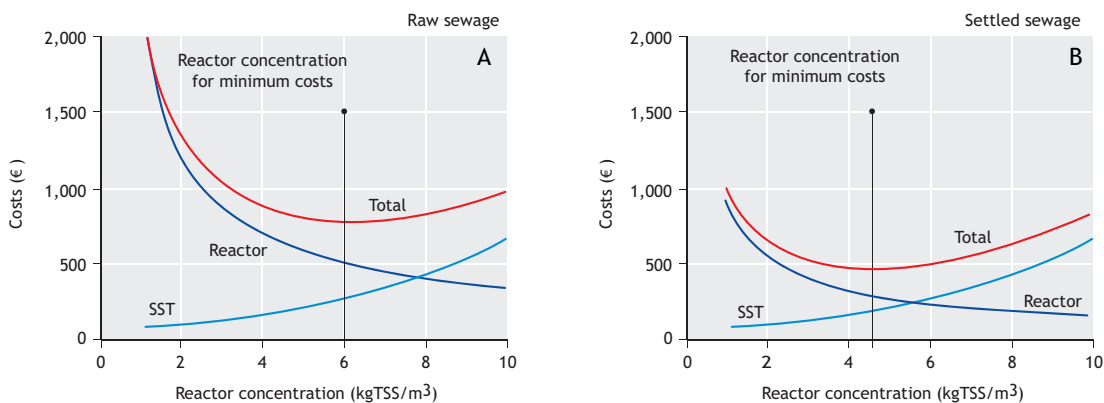 Raw sewage
2,000
1,500
1,000
500
0
Costs (€ )
Reactor concentration
for minimum costs
A
Total
Reactor
SST
0 2 4 6 8 10
Reactor concentration (kgTSS/m³)
Settled sewage
2,000
1,500
1,000
500
0
Costs (€ )
Reactor concentration
for minimum costs
B
Total
Reactor
SST
0 2 4 6 8 10
Reactor concentration (kgTSS/m³)